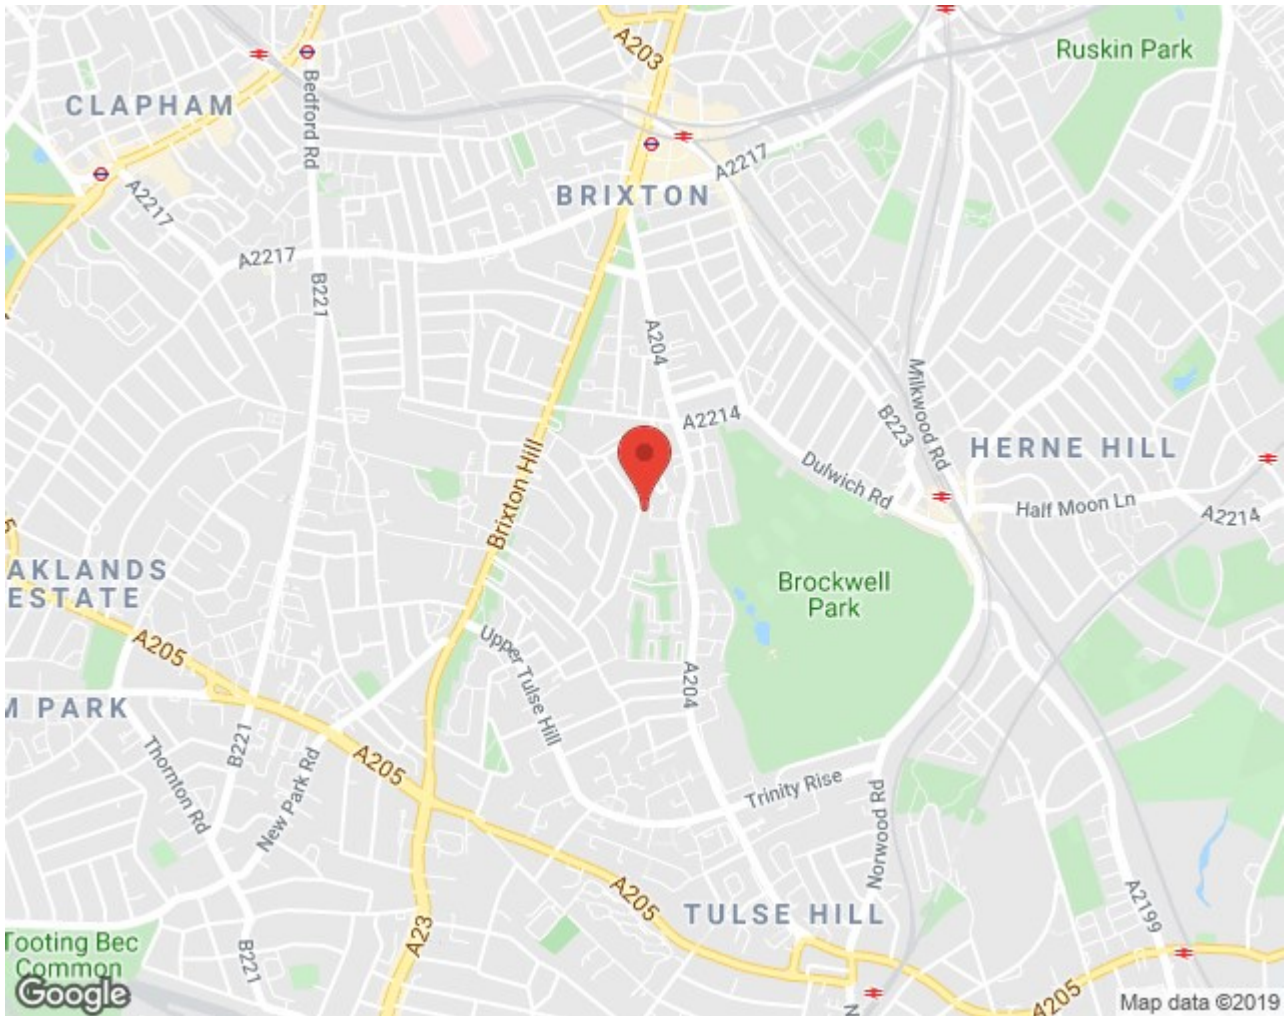 A203
Ruskin Park
CLAPHAM
Bedford Rd
A2217
BRIXTON
A2217
A2217
B221
A204
Milkwood Rd
A2214
B223
HERNE HILL
Dulwich Rd
Brixton Hill
Half Moon Ln
A2214
AKLANDS
ESTATE
Brockwell
Park
A205
Upper Tulse Hill
A204
M PARK
B221
Thornton Rd
A205
New Park Rd
Trinity Rise
Norwood Rd
A205
TULSE HILL
A2199
A23
Tooting Bec
Common
B221
A205
N
Google
Map data ©2019